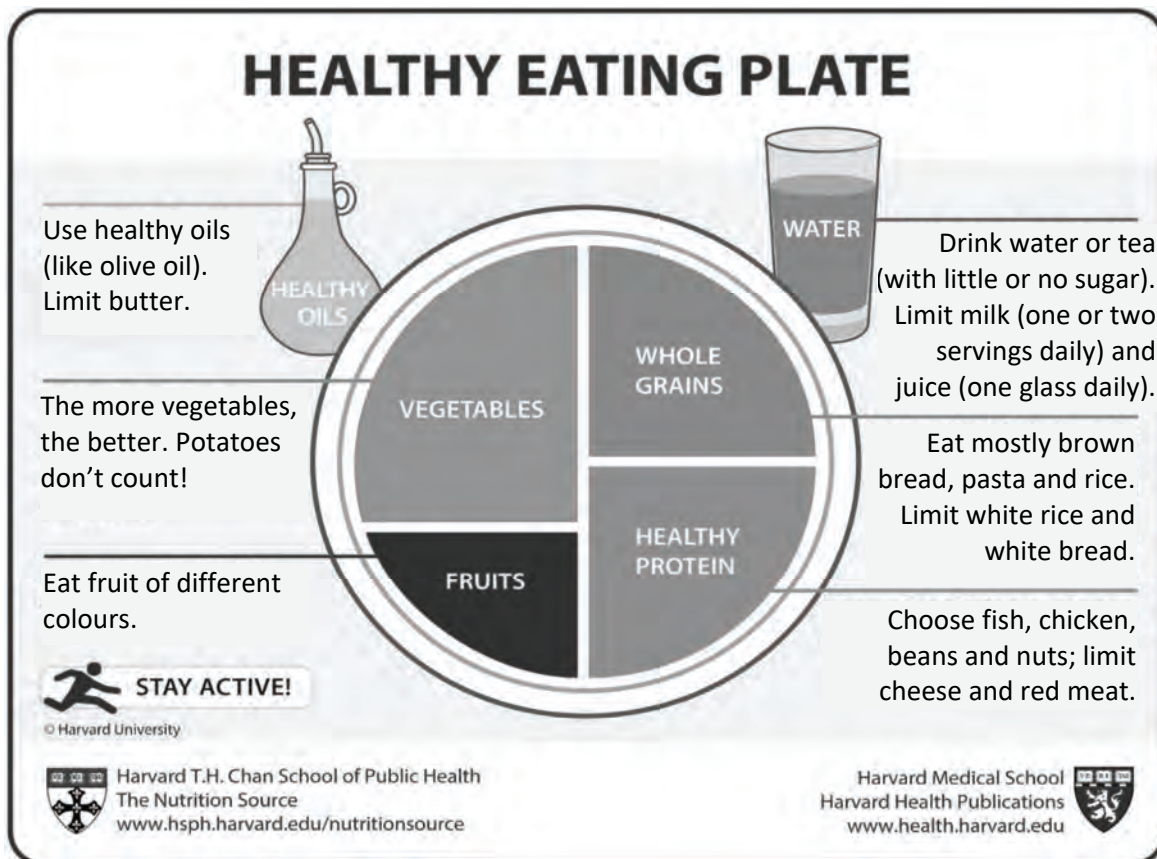 HEALTHY EATING PLATE
Use healthy oils
(like olive oil).
Limit butter.
HEALTHY
OILS
The more vegetables,
the better. Potatoes
don’t count!
Eat fruit of different
colours.
VEGETABLES
FRUITS
WHOLE
GRAINS
HEALTHY
PROTEIN
WATER
Drink water or tea
(with little or no sugar).
Limit milk (one or two
servings daily) and
juice (one glass daily).
Eat mostly brown
bread, pasta and rice.
Limit white rice and
white bread.
Choose fish, chicken,
beans and nuts; limit
cheese and red meat.
STAY ACTIVE!
© Harvard University
Harvard T.H. Chan School of Public Health
The Nutrition Source
www.hsph.harvard.edu/nutritionsource
Harvard Medical School
Harvard Health Publications
www.health.harvard.edu